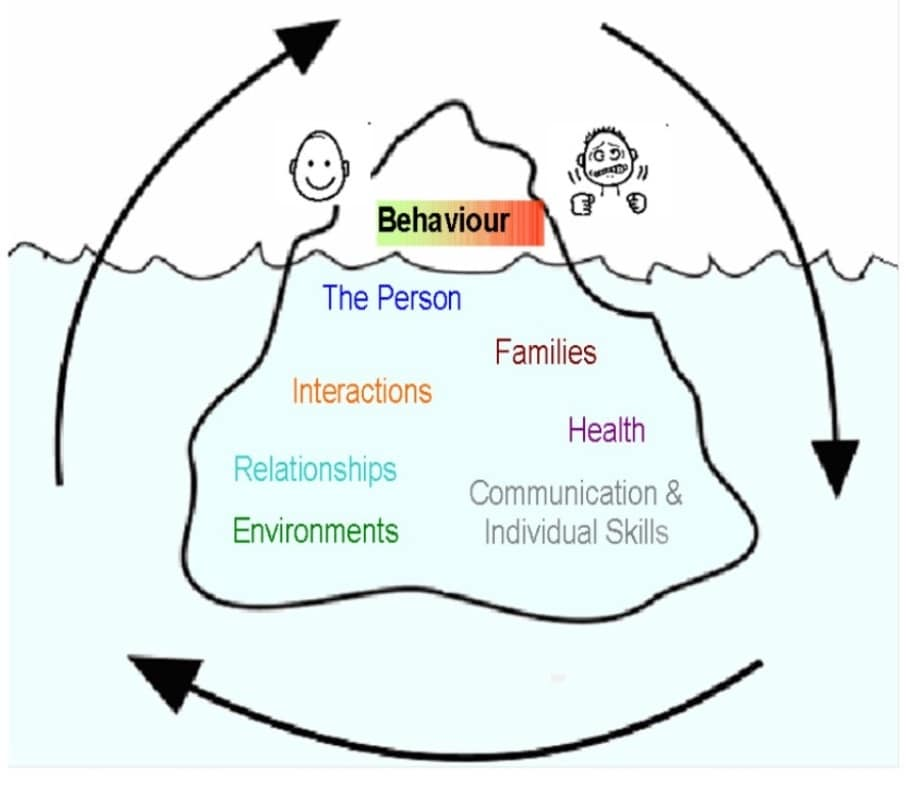 Behaviour
The Person
Families
Interactions
Health
Relationships
Communication &
Individual Skills
Environments